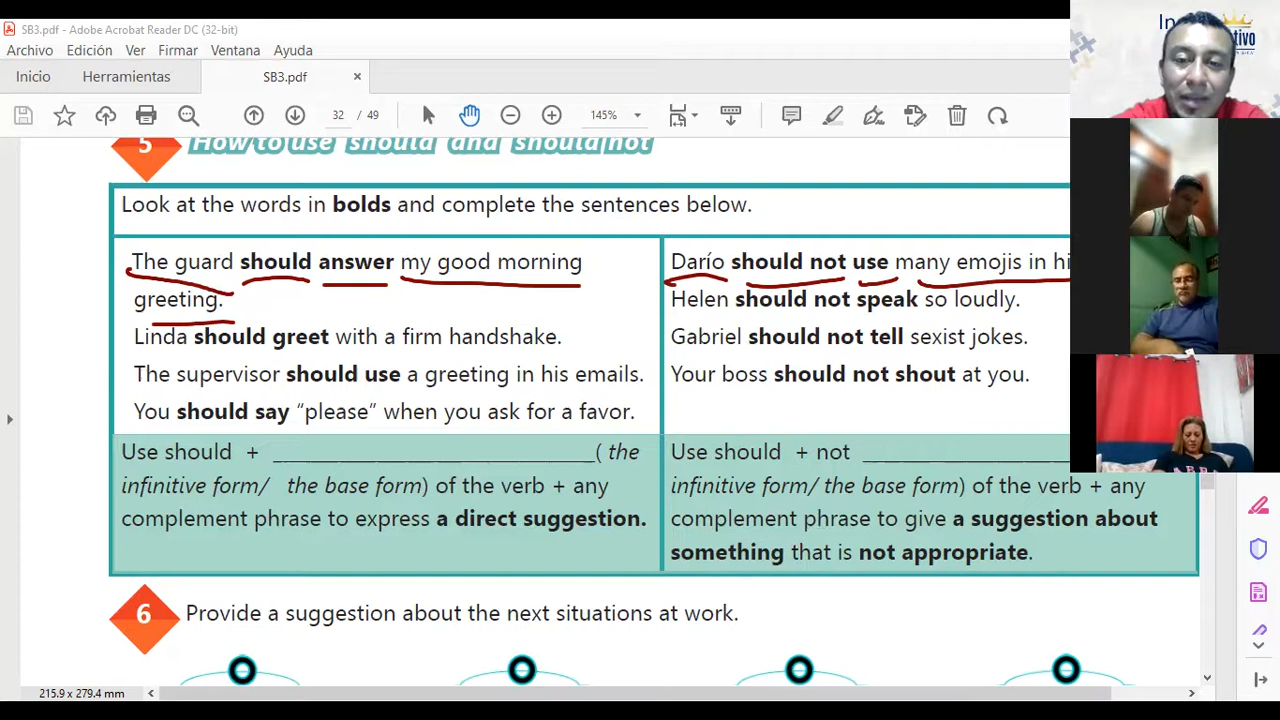 SB3.pdf - Adobe Acrobat Reader DC (32-bit)
Archivo Edición Ver Firmar Ventana Ayuda
Inicio Herramientas SB3.pdf ×
32 / 49 145%
5 How to use should and should not
Look at the words in bolds and complete the sentences below.
The guard should answer my good morning
greeting.
Linda should greet with a firm handshake.
The supervisor should use a greeting in his emails.
You should say “please” when you ask for a favor.
Darío should not use many emojis in hi
Helen should not speak so loudly.
Gabriel should not tell sexist jokes.
Your boss should not shout at you.
Use should + ______________________________( the
infinitive form/ the base form) of the verb + any
complement phrase to express a direct suggestion.
Use should + not ____________________
infinitive form/ the base form) of the verb + any
complement phrase to give a suggestion about
something that is not appropriate.
6 Provide a suggestion about the next situations at work.
215.9 x 279.4 mm